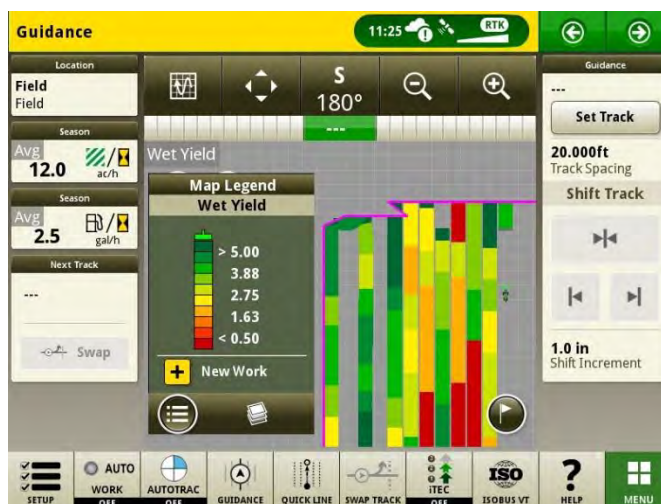 Guidance
11:25
RTK
Location
Field
Field
Season
Avg
12.0
ac/h
Season
Avg
2.5
gal/h
Next Track
---
Swap
S
180°
---
Wet Yield
Map Legend
Wet Yield
> 5.00
3.88
2.75
1.63
< 0.50
New Work
Guidance
---
Set Track
20.000ft
Track Spacing
Shift Track
1.0 in
Shift Increment
SETUP
AUTO
WORK
OFF
AUTOTRAC
OFF
GUIDANCE
QUICK LINE
SWAP TRACK
iTEC
OFF
ISO
ISOBUS VT
?
HELP
MENU